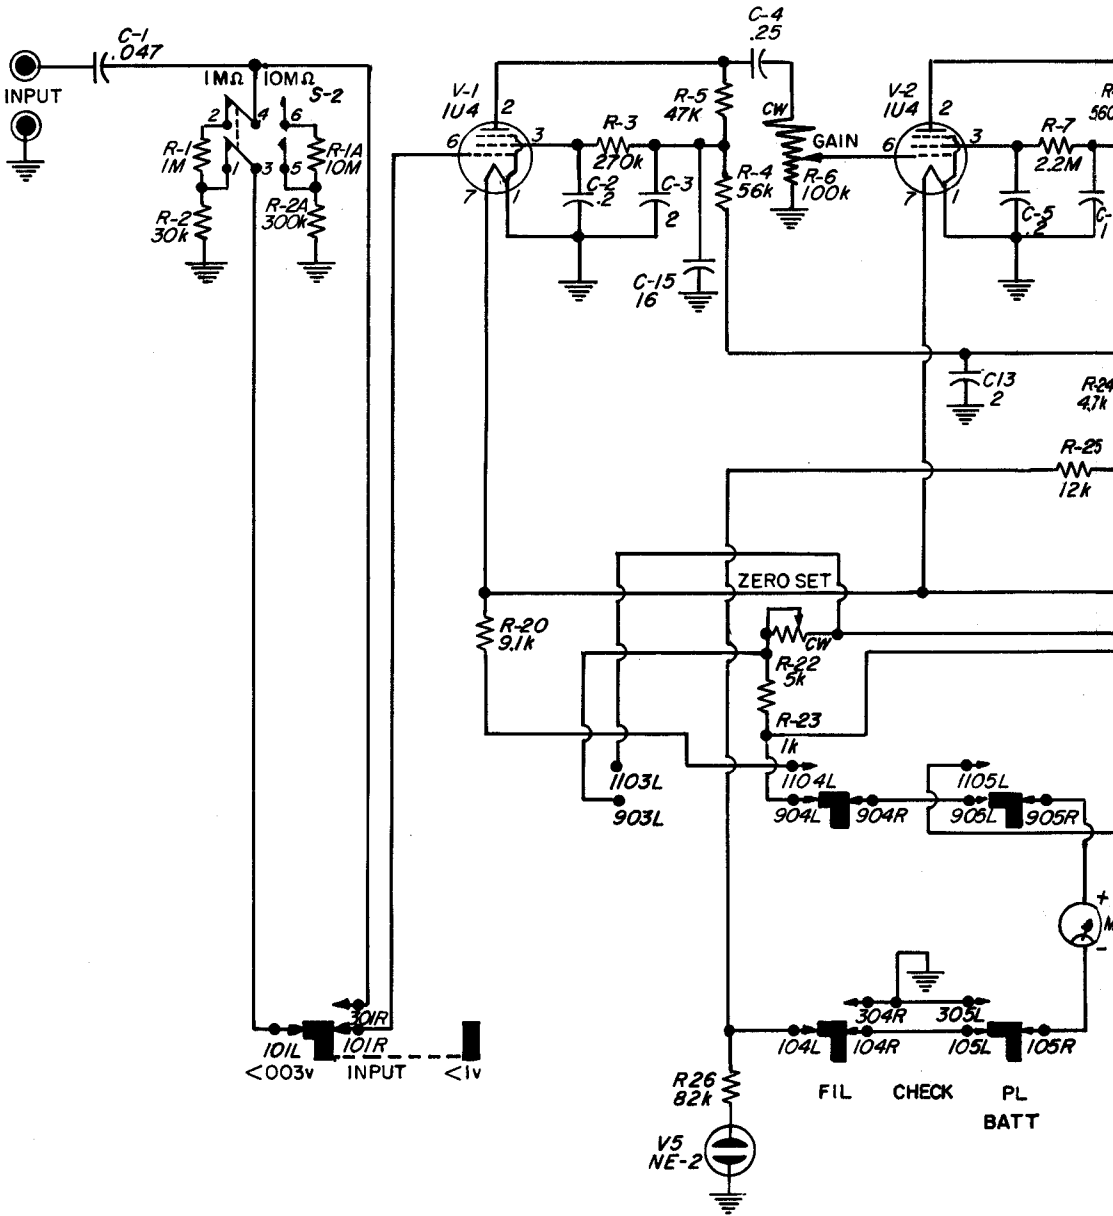 C-4
.25
C-1
.047
INPUT
1MΩ 10MΩ
S-2
2 4 6
R-1
1M
R-1A
10M
1 3 5
R-2
30k
R-2A
300k
V-1
1U4
2
6 3
7 1
R-3
270k
R-5
47K
C-2
.2
C-3
2
C-15
16
R-4
56k
CW
GAIN
R-6
100k
V-2
1U4
2
6 3
7 1
R-
560
R-7
2.2M
C-5
.2
C-
1
C13
2
R-24
4.7k
R-25
12k
ZERO SET
R-20
9.1k
CW
R-22
5k
R-23
1k
1103L
903L
1104L
904L 904R
1105L
905L 905R
+
M
-
304R 305L
104L 104R 105L 105R
FIL CHECK PL
BATT
301R
101L 101R
<003v INPUT <1v
R26
82k
V5
NE-2